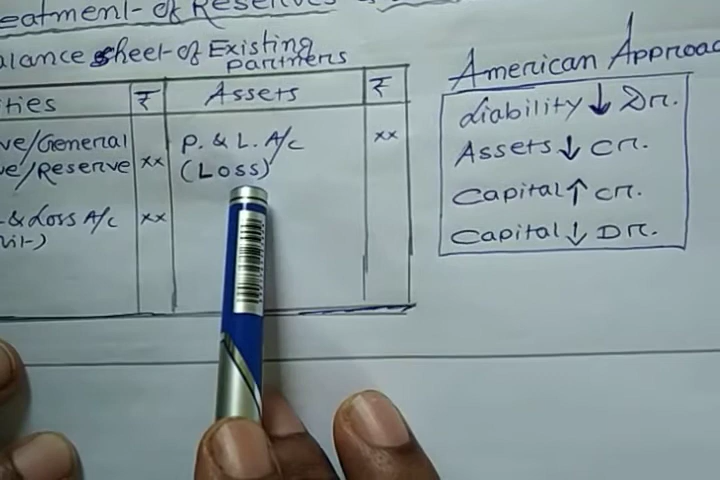 eatment- of Reserves
alance sheet of Existing partners
ties ₹ Assets ₹
ve/General P. & L. A/c xx
ve/Reserve xx (Loss)
& Loss A/c xx
American Approac
Liability ↓ Dr.
Assets ↓ Cr.
Capital ↑ Cr.
Capital ↓ Dr.